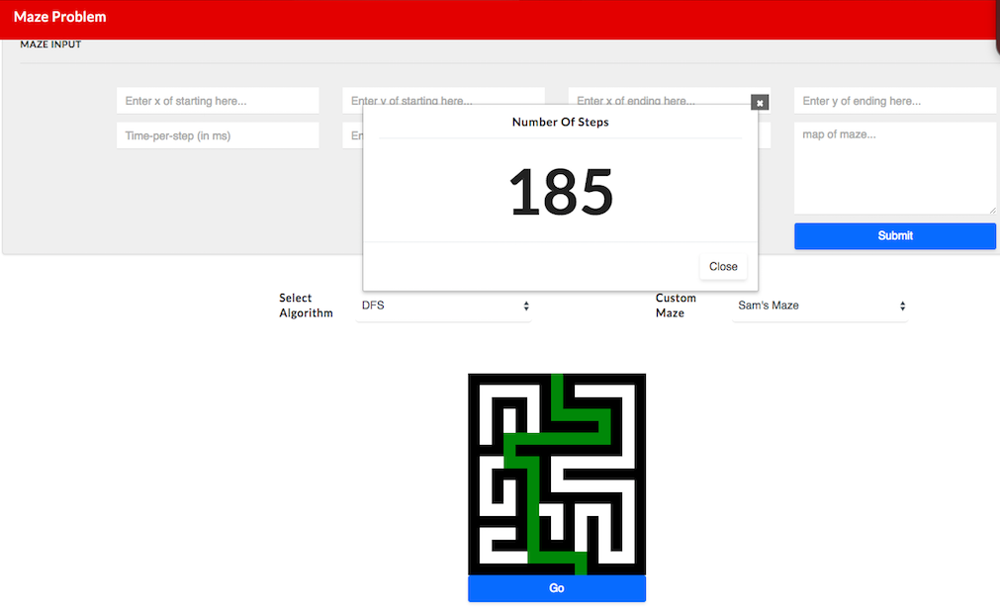 Maze Problem
MAZE INPUT
Enter x of starting here...
Enter y of starting here...
Enter x of ending here...
Enter y of ending here...
Time-per-step (in ms)
En
map of maze...
Number Of Steps
185
Close
Submit
Select
Algorithm
DFS
Custom
Maze
Sam's Maze
Go